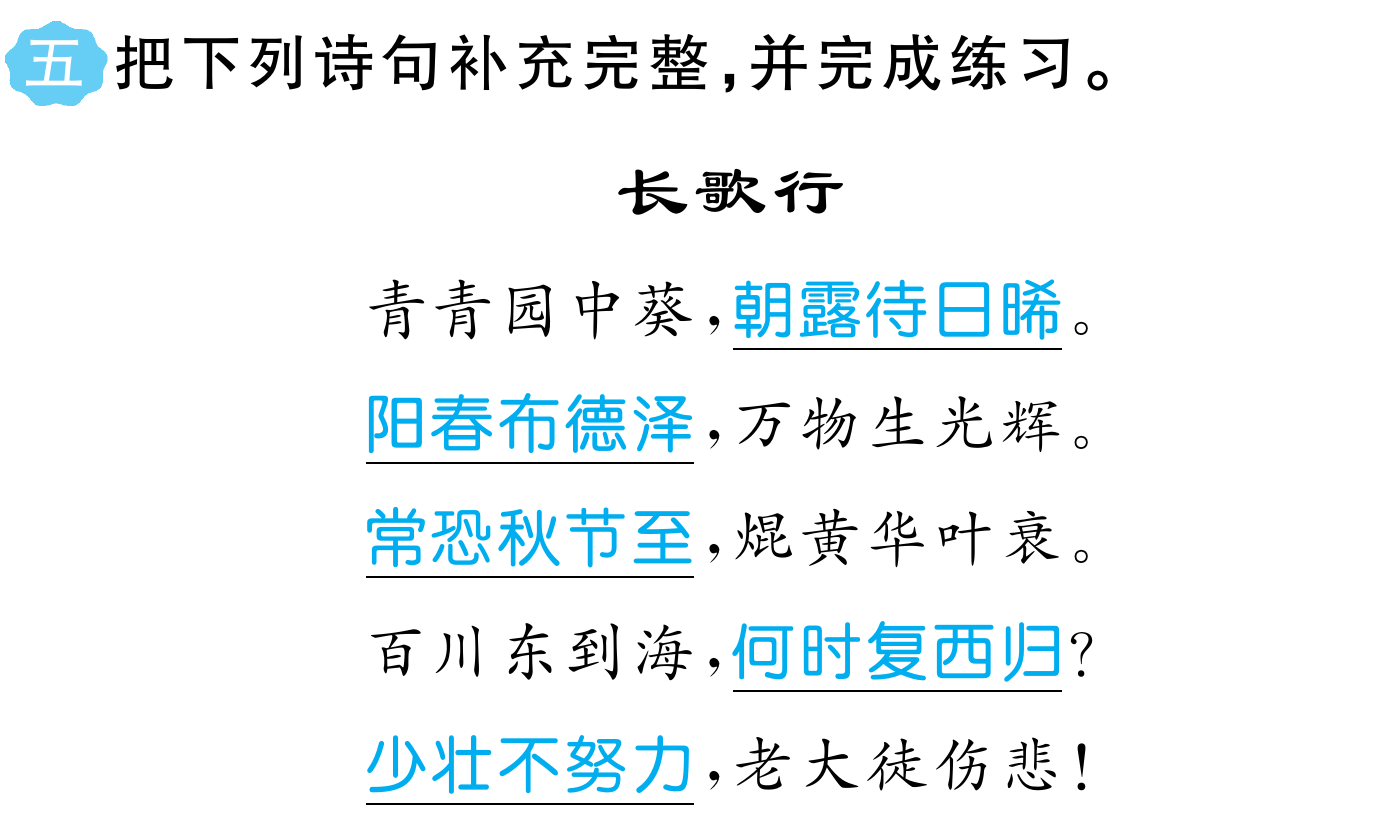 五 把下列诗句补充完整,并完成练习。
长歌行
青青园中葵,朝露待日晞。
阳春布德泽,万物生光辉。
常恐秋节至,焜黄华叶衰。
百川东到海,何时复西归?
少壮不努力,老大徒伤悲!